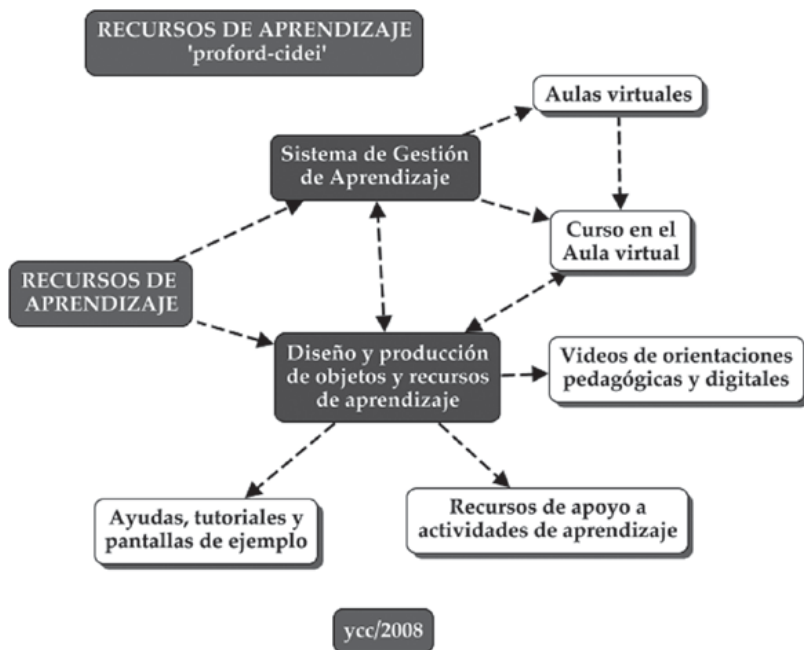 RECURSOS DE APRENDIZAJE
'proford-cidei'
Aulas virtuales
Sistema de Gestión
de Aprendizaje
Curso en el
Aula virtual
RECURSOS DE
APRENDIZAJE
Diseño y producción
de objetos y recursos
de aprendizaje
Videos de orientaciones
pedagógicas y digitales
Ayudas, tutoriales y
pantallas de ejemplo
Recursos de apoyo a
actividades de aprendizaje
ycc/2008